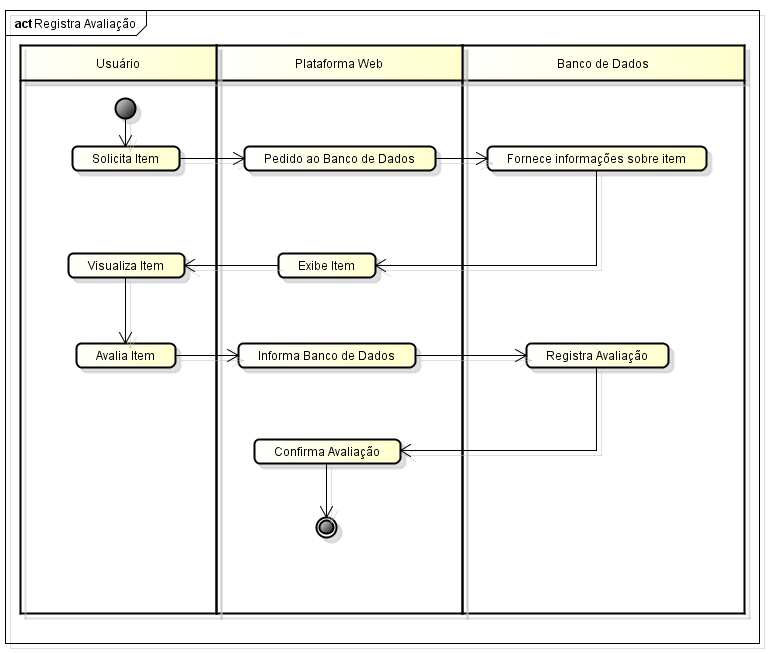 act Registra Avaliação
Usuário
Plataforma Web
Banco de Dados
Solicita Item
Pedido ao Banco de Dados
Fornece informações sobre item
Visualiza Item
Exibe Item
Avalia Item
Informa Banco de Dados
Registra Avaliação
Confirma Avaliação